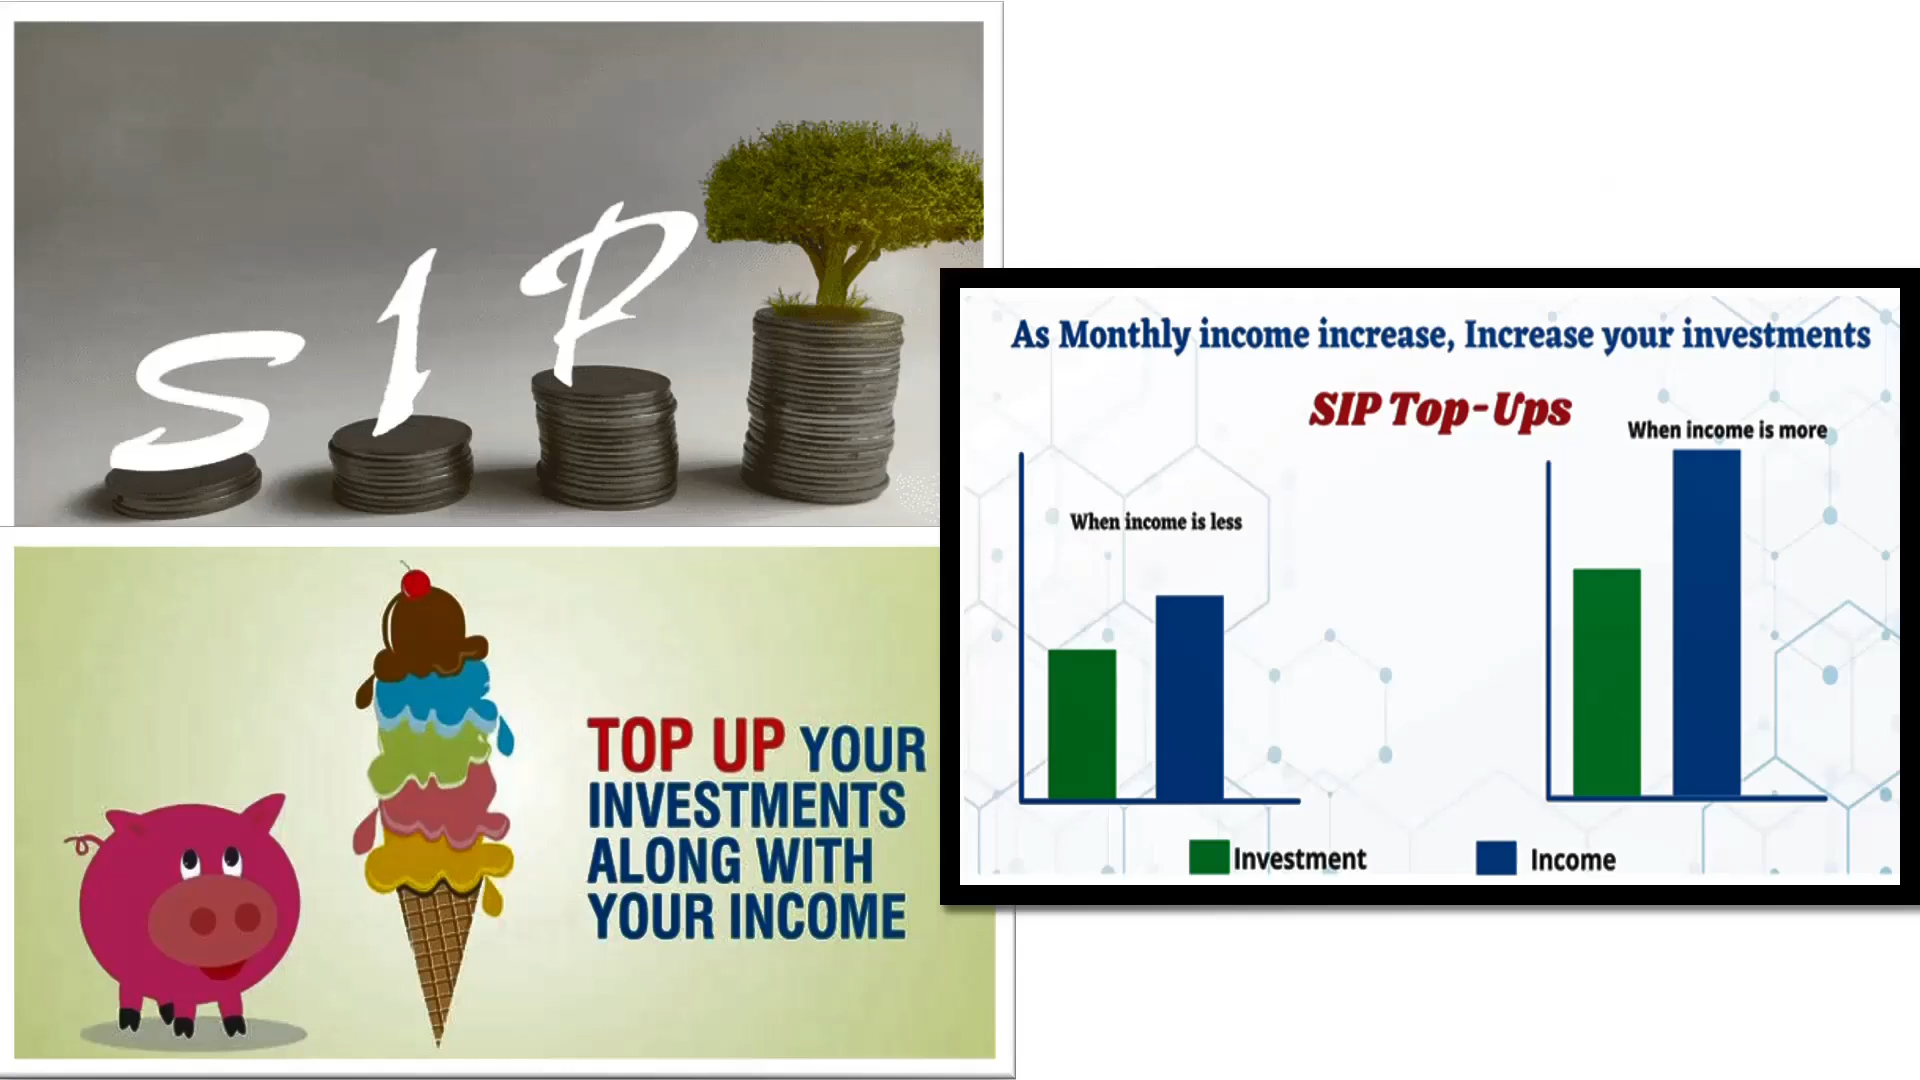 SIP
TOP UP YOUR
INVESTMENTS
ALONG WITH
YOUR INCOME
As Monthly income increase, Increase your investments
SIP Top-Ups
When income is less
When income is more
Investment
Income